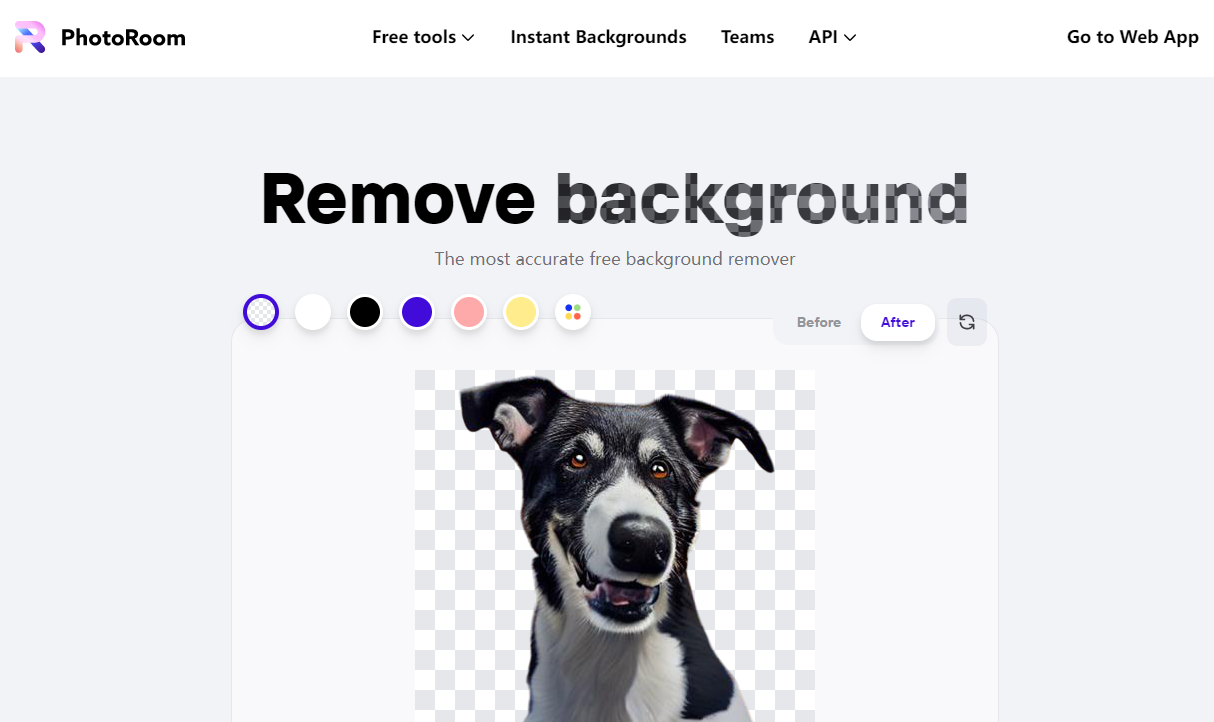 PhotoRoom
Free tools
Instant Backgrounds
Teams
API
Go to Web App
Remove background
The most accurate free background remover
Before
After